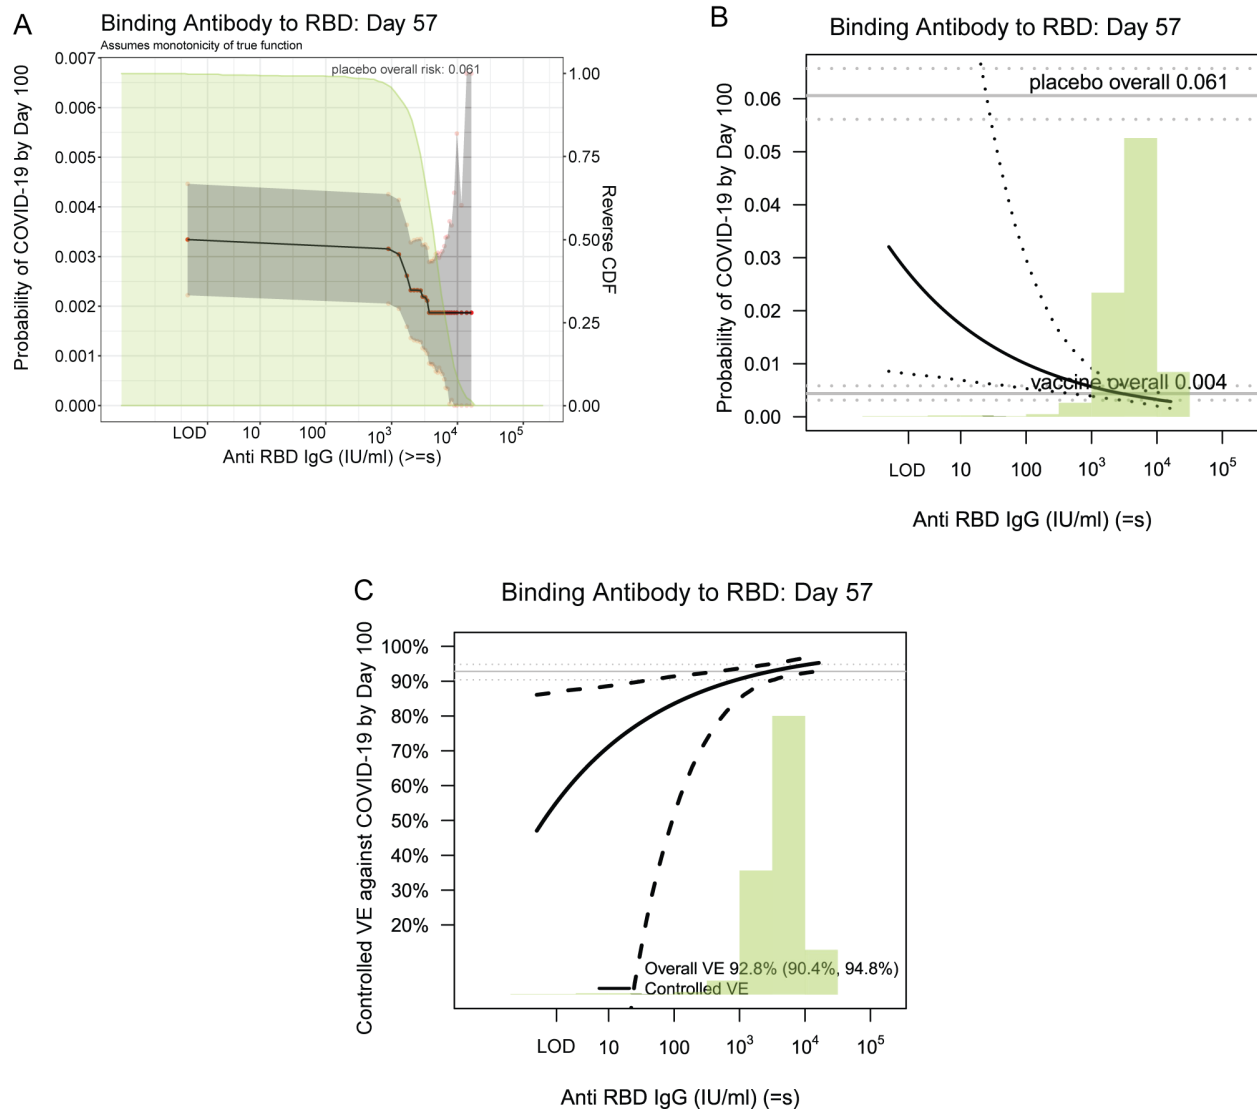 A
Binding Antibody to RBD: Day 57
Assumes monotonicity of true function
placebo overall risk: 0.061
Probability of COVID-19 by Day 100
0.007
0.006
0.005
0.004
0.003
0.002
0.001
0.000
1.00
0.75
0.50
0.25
0.00
Reverse CDF
LOD 10 100 10³ 10⁴ 10⁵
Anti RBD IgG (IU/ml) (>=s)
B
Binding Antibody to RBD: Day 57
Probability of COVID-19 by Day 100
0.06
0.05
0.04
0.03
0.02
0.01
0.00
placebo overall 0.061
vaccine overall 0.004
LOD 10 100 10³ 10⁴ 10⁵
Anti RBD IgG (IU/ml) (=s)
C
Binding Antibody to RBD: Day 57
Controlled VE against COVID-19 by Day 100
100%
90%
80%
70%
60%
50%
40%
30%
20%
Overall VE 92.8% (90.4%, 94.8%)
Controlled VE
LOD 10 100 10³ 10⁴ 10⁵
Anti RBD IgG (IU/ml) (=s)